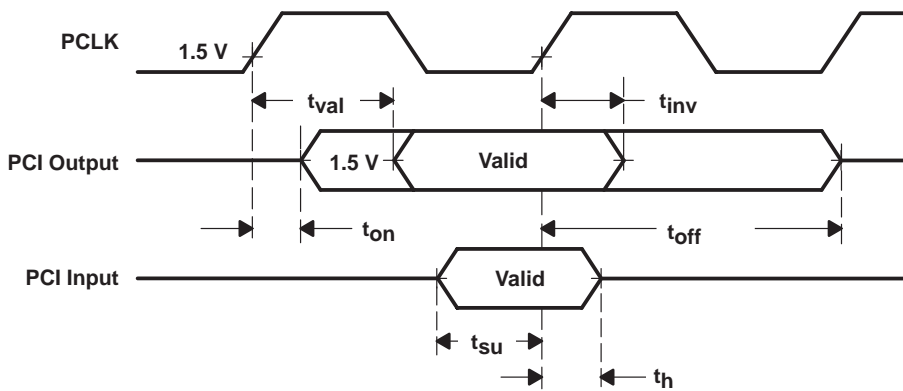 PCLK
1.5 V
tval
tinv
PCI Output
1.5 V
Valid
ton
toff
PCI Input
Valid
tsu
th